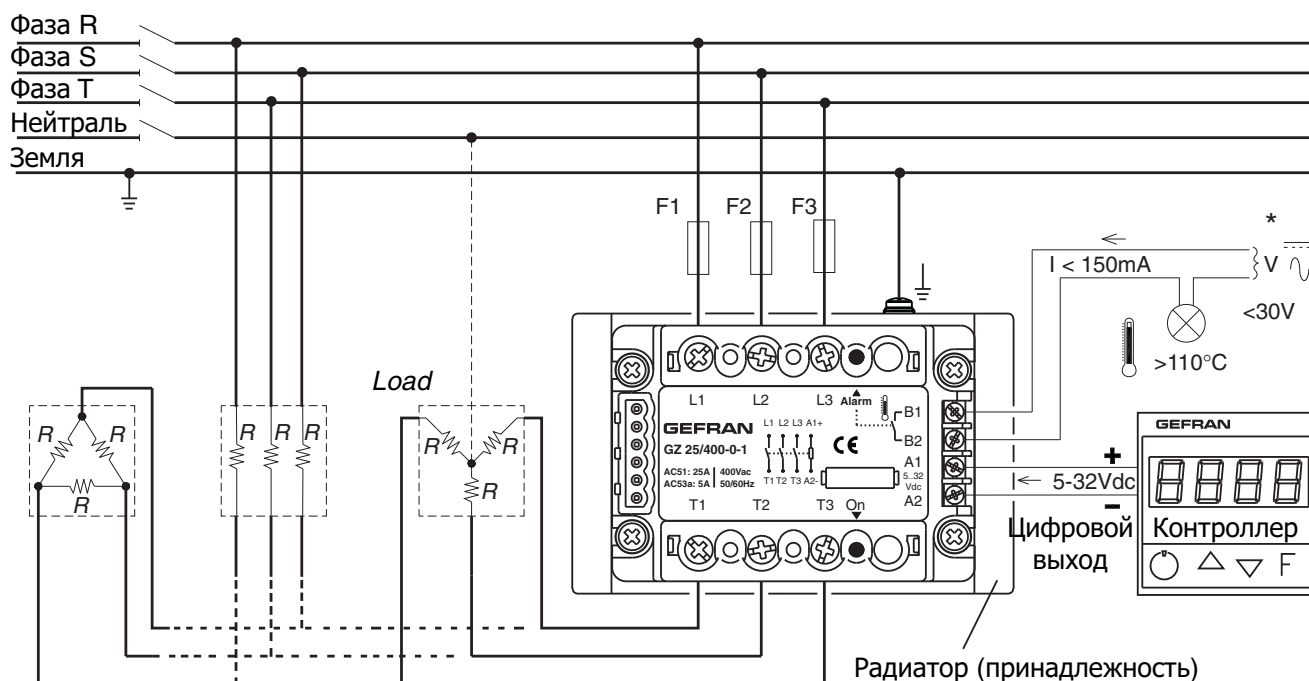 Фаза R
Фаза S
Фаза T
Нейтраль
Земля
F1 F2 F3
*
I < 150mA
V
<30V
>110°C
Load
R R R
R R R
R R R
L1 L2 L3 Alarm
B1
B2
GEFRAN
GZ 25/400-0-1
AC51: 25A 400Vac
AC53a: 5A 50/60Hz
L1 L2 L3 A1+
T1 T2 T3 A2-
CE
A1
5..32
Vdc
A2
T1 T2 T3 On
+
5-32Vdc
−
Цифровой
выход
GEFRAN
8888
Контроллер
F
Радиатор (принадлежность)